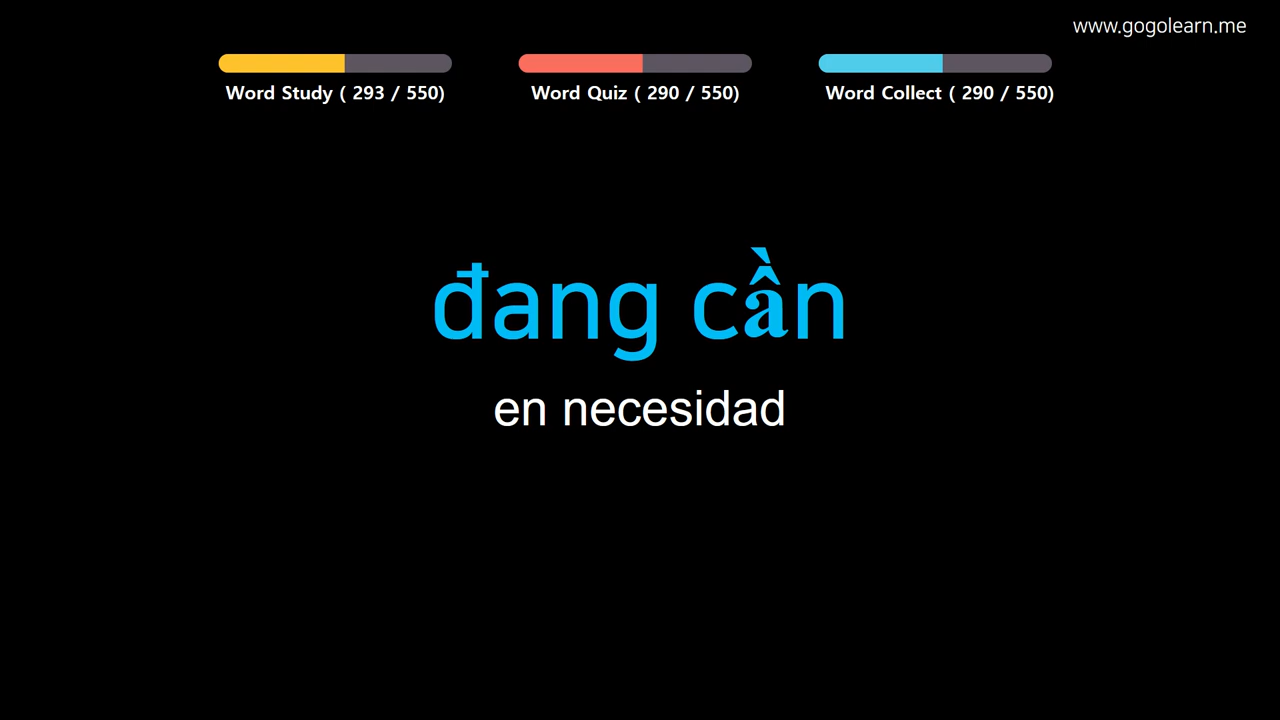 www.gogolearn.me
Word Study ( 293 / 550)
Word Quiz ( 290 / 550)
Word Collect ( 290 / 550)
đang cần
en necesidad